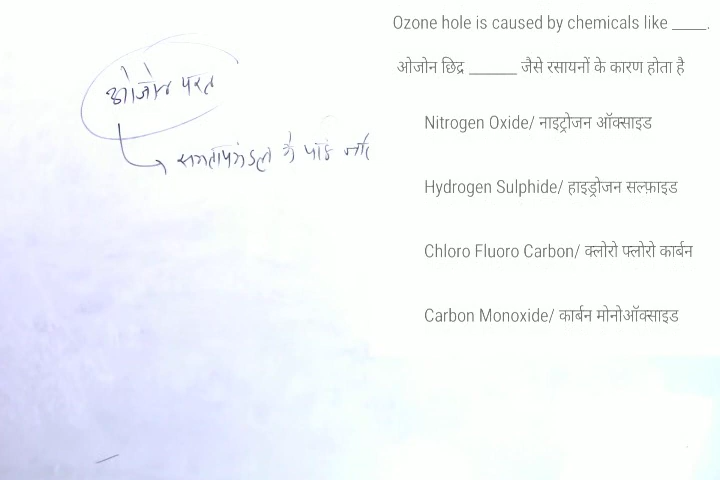 Ozone hole is caused by chemicals like ____.
ओजोन छिद्र ______ जैसे रसायनों के कारण होता है
Nitrogen Oxide/ नाइट्रोजन ऑक्साइड
Hydrogen Sulphide/ हाइड्रोजन सल्फ़ाइड
Chloro Fluoro Carbon/ क्लोरो फ्लोरो कार्बन
Carbon Monoxide/ कार्बन मोनोऑक्साइड
ओजोन परत
समतापमंडल में पाई जाति